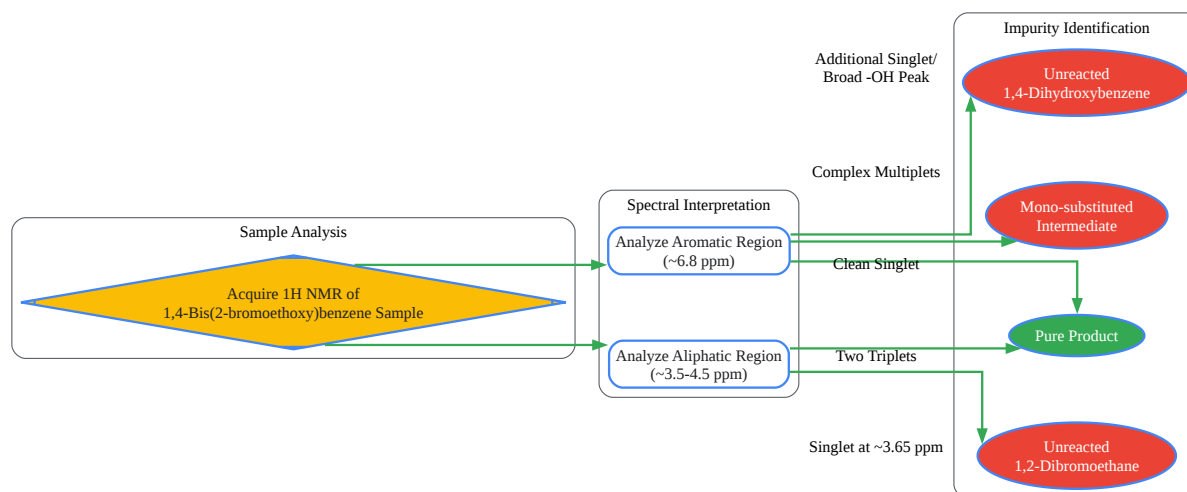 Sample Analysis
Acquire 1H NMR of
1,4-Bis(2-bromoethoxy)benzene Sample
Spectral Interpretation
Analyze Aromatic Region
(~6.8 ppm)
Analyze Aliphatic Region
(~3.5-4.5 ppm)
Additional Singlet/
Broad -OH Peak
Complex Multiplets
Clean Singlet
Two Triplets
Singlet at ~3.65 ppm
Impurity Identification
Unreacted
1,4-Dihydroxybenzene
Mono-substituted
Intermediate
Pure Product
Unreacted
1,2-Dibromoethane